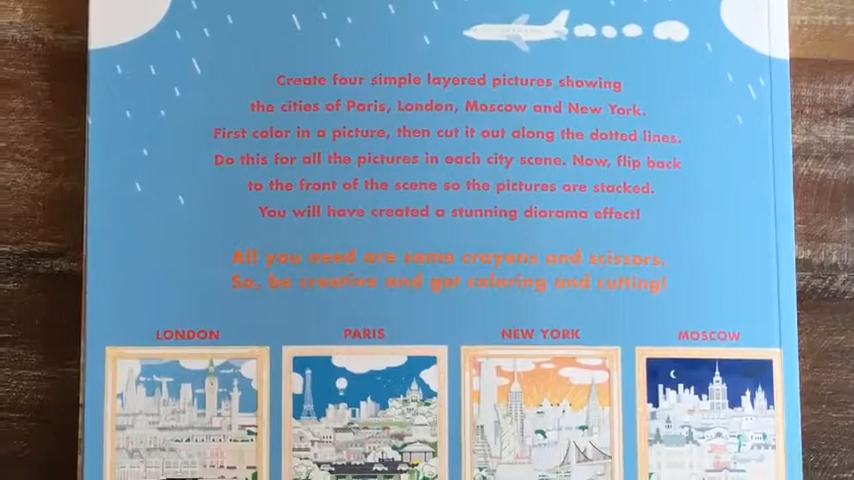 Create four simple layered pictures showing
the cities of Paris, London, Moscow and New York.
First color in a picture, then cut it out along the dotted lines.
Do this for all the pictures in each city scene. Now, flip back
to the front of the scene so the pictures are stacked.
You will have created a stunning diorama effect!
All you need are some crayons and scissors.
So, be creative and get coloring and cutting!
LONDON
PARIS
NEW YORK
MOSCOW